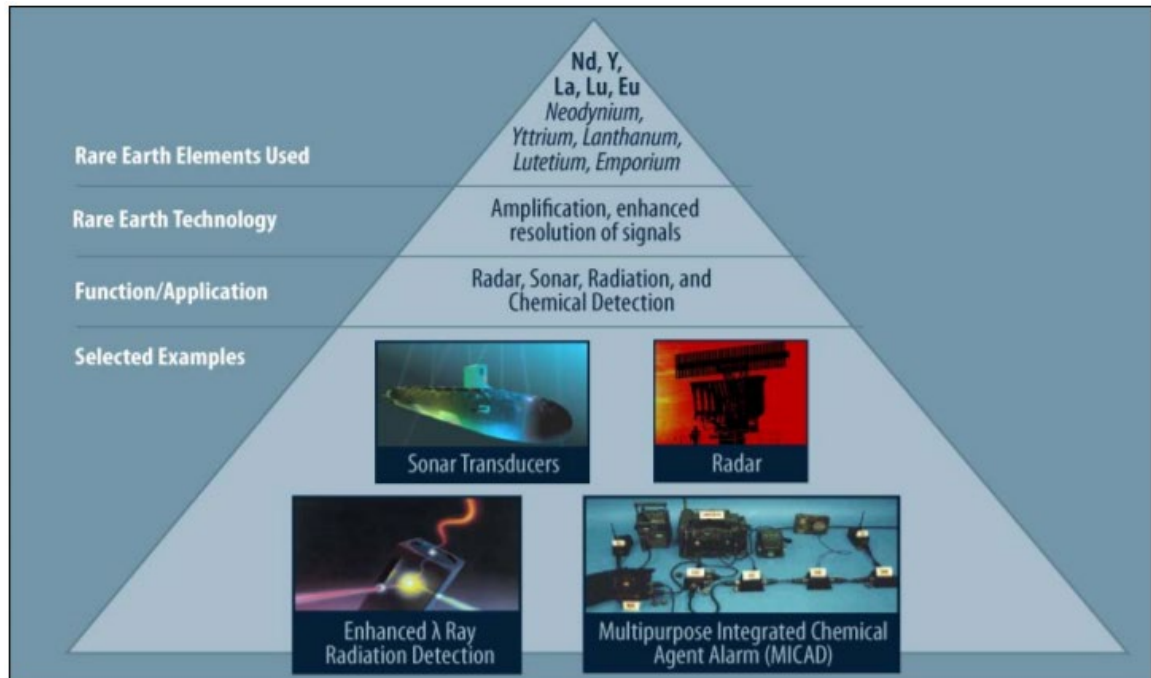 Nd, Y,
La, Lu, Eu
Neodynium,
Yttrium, Lanthanum,
Lutetium, Emporium
Rare Earth Elements Used
Rare Earth Technology
Amplification, enhanced
resolution of signals
Function/Application
Radar, Sonar, Radiation, and
Chemical Detection
Selected Examples
Sonar Transducers
Radar
Enhanced λ Ray
Radiation Detection
Multipurpose Integrated Chemical
Agent Alarm (MICAD)